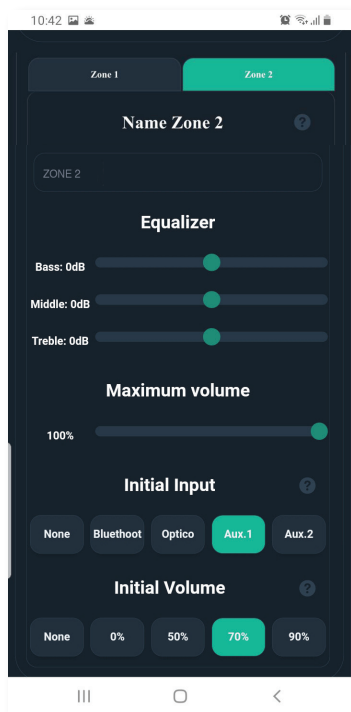 10:42
Zone 1 Zone 2
Name Zone 2 ?
ZONE 2
Equalizer
Bass: 0dB
Middle: 0dB
Treble: 0dB
Maximum volume
100%
Initial Input ?
None Bluethoot Optico Aux.1 Aux.2
Initial Volume ?
None 0% 50% 70% 90%